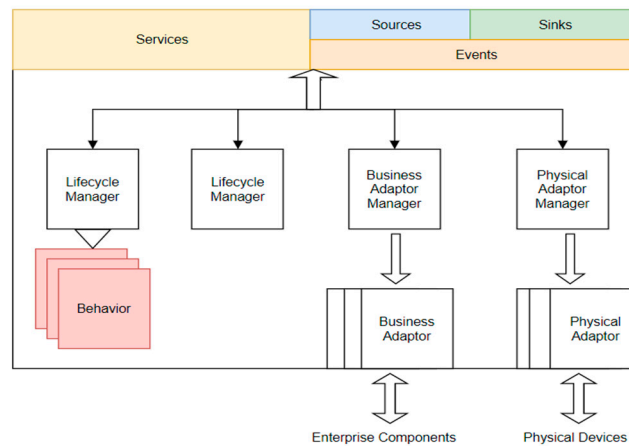 Services
Sources
Sinks
Events
Lifecycle
Manager
Lifecycle
Manager
Business
Adaptor
Manager
Physical
Adaptor
Manager
Behavior
Business
Adaptor
Physical
Adaptor
Enterprise Components
Physical Devices